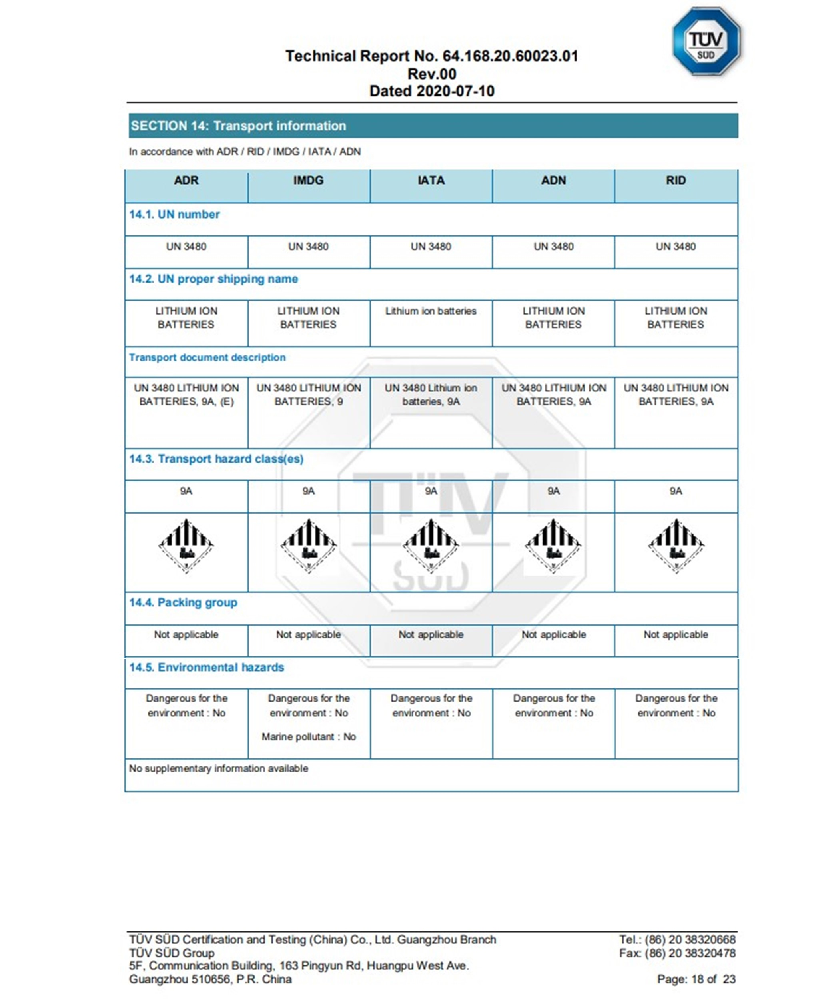 TÜV
SÜD
Technical Report No. 64.168.20.60023.01
Rev.00
Dated 2020-07-10
SECTION 14: Transport information
In accordance with ADR / RID / IMDG / IATA / ADN
ADR IMDG IATA ADN RID
14.1. UN number
UN 3480 UN 3480 UN 3480 UN 3480 UN 3480
14.2. UN proper shipping name
LITHIUM ION LITHIUM ION Lithium ion batteries LITHIUM ION LITHIUM ION
BATTERIES BATTERIES BATTERIES BATTERIES
Transport document description
UN 3480 LITHIUM ION UN 3480 LITHIUM ION UN 3480 Lithium ion UN 3480 LITHIUM ION UN 3480 LITHIUM ION
BATTERIES, 9A, (E) BATTERIES, 9 batteries, 9A BATTERIES, 9A BATTERIES, 9A
14.3. Transport hazard class(es)
9A 9A 9A 9A 9A
TÜV
SÜD
14.4. Packing group
Not applicable Not applicable Not applicable Not applicable Not applicable
14.5. Environmental hazards
Dangerous for the Dangerous for the Dangerous for the Dangerous for the Dangerous for the
environment : No environment : No environment : No environment : No environment : No
Marine pollutant : No
No supplementary information available
TÜV SÜD Certification and Testing (China) Co., Ltd. Guangzhou Branch Tel.: (86) 20 38320668
TÜV SÜD Group Fax: (86) 20 38320478
5F, Communication Building, 163 Pingyun Rd, Huangpu West Ave.
Guangzhou 510656, P.R. China Page: 18 of 23